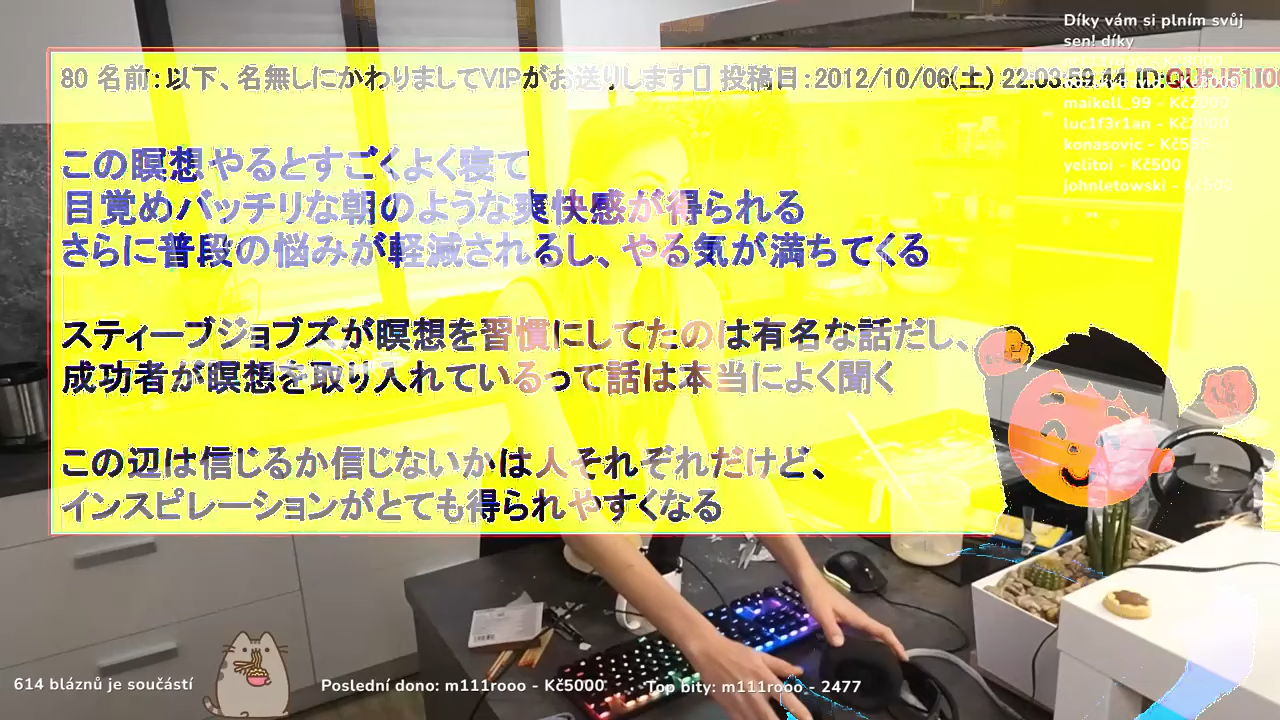 Díky vám si plním svůj
sen! díky
80 名前:以下、名無しにかわりましてVIPがお送りします 投稿日:2012/10/06(土) 22:08:59.44
maikell_99 - Kč2000
luc1f3r1an - Kč2000
konasovic - Kč5
yelitoi - Kč500
johnletowski - Kč500
この瞑想やるとすごくよく寝て
目覚めバッチリな朝のような爽快感が得られる
さらに普段の悩みが軽減されるし、やる気が満ちてくる
スティーブジョブズが瞑想を習慣にしてたのは有名な話だし、
成功者が瞑想を取り入れているって話は本当によく聞く
この辺は信じるか信じないかは人それぞれだけど、
インスピレーションがとても得られやすくなる
614 bláznů je součástí
Poslední dono: m111rooo - Kč5000
Top bity: m111rooo - 2477